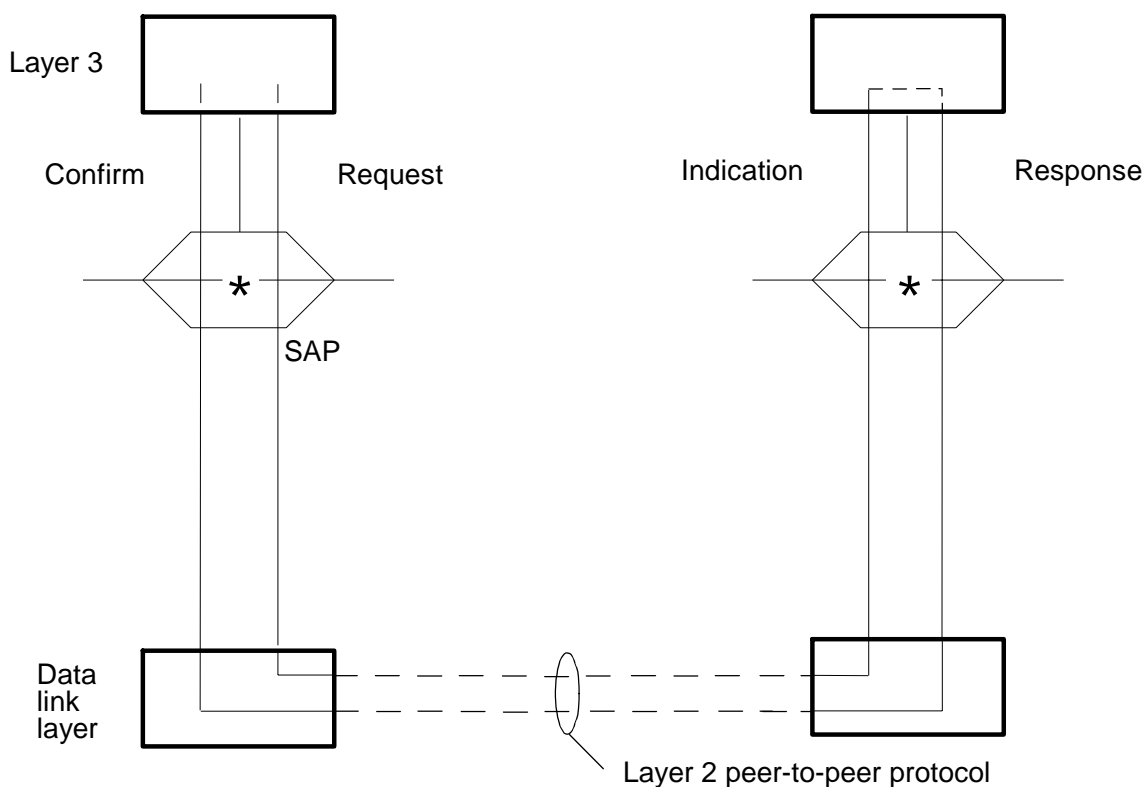 Layer 3
Confirm
Request
Indication
Response
*
*
SAP
Data
link
layer
Layer 2 peer-to-peer protocol